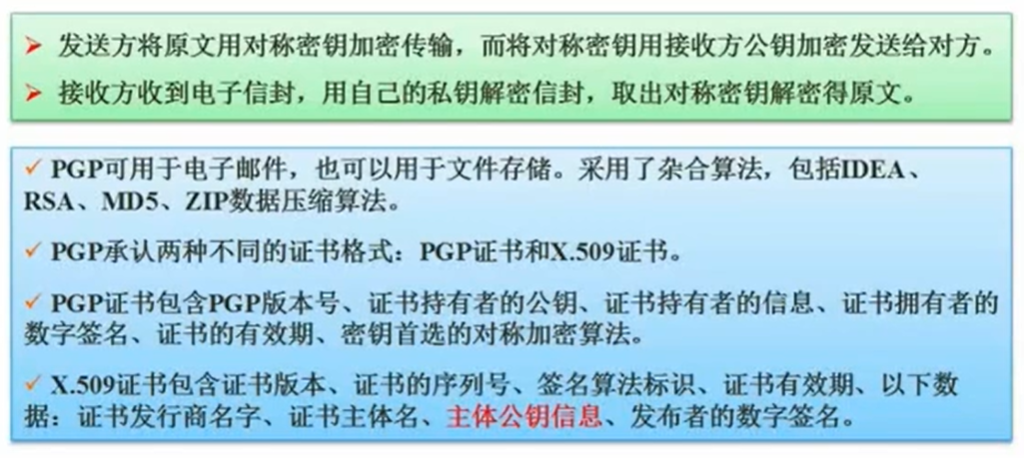 发送方将原文用对称密钥加密传输，而将对称密钥用接收方公钥加密发送给对方。
接收方收到电子信封，用自己的私钥解密信封，取出对称密钥解密得原文。
PGP可用于电子邮件，也可以用于文件存储。采用了杂合算法，包括IDEA、
RSA、MD5、ZIP数据压缩算法。
PGP承认两种不同的证书格式：PGP证书和X.509证书。
PGP证书包含PGP版本号、证书持有者的公钥、证书持有者的信息、证书拥有者的
数字签名、证书的有效期、密钥首选的对称加密算法。
X.509证书包含证书版本、证书的序列号、签名算法标识、证书有效期、以下数
据：证书发行商名字、证书主体名、主体公钥信息、发布者的数字签名。